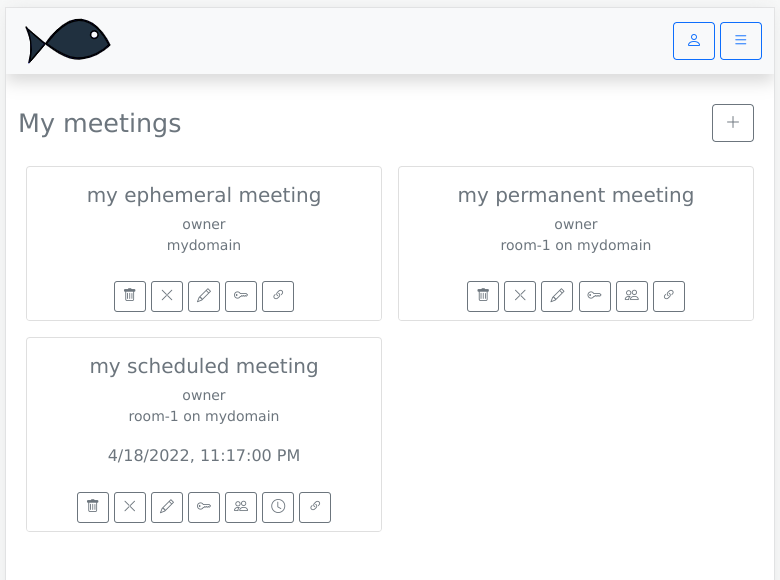 My meetings
my ephemeral meeting
owner
mydomain
my permanent meeting
owner
room-1 on mydomain
my scheduled meeting
owner
room-1 on mydomain
4/18/2022, 11:17:00 PM